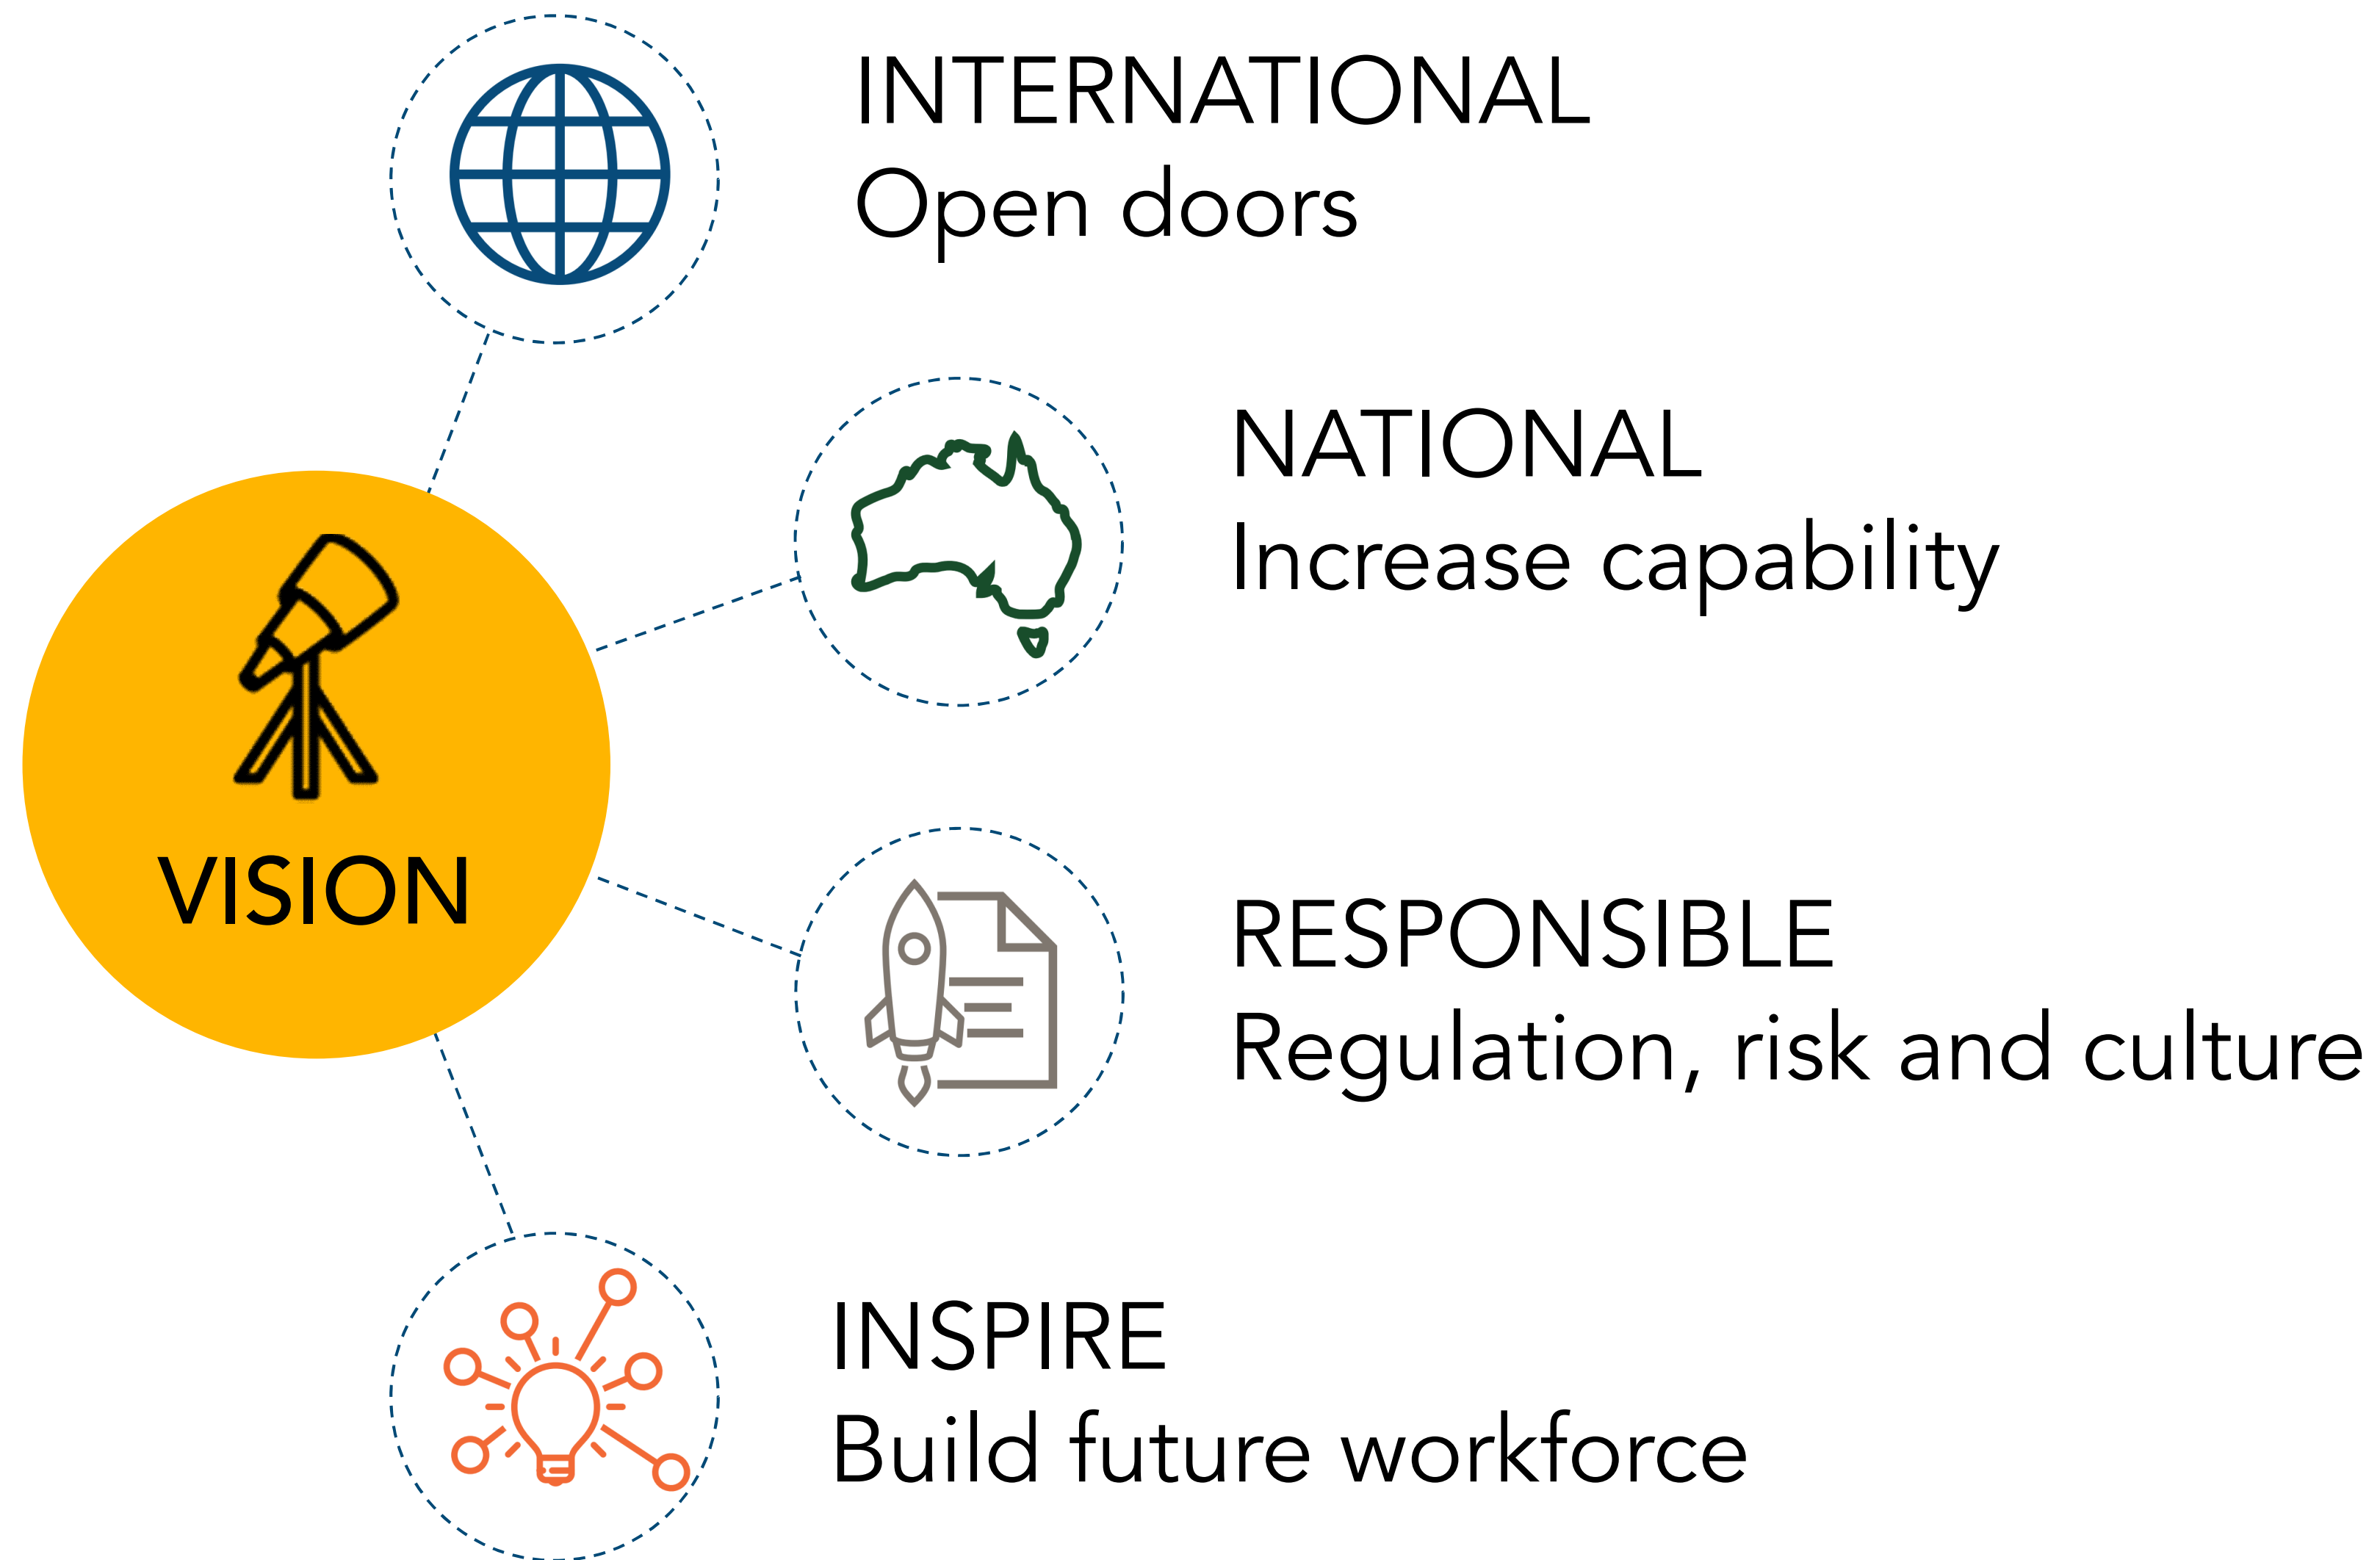 INTERNATIONAL
Open doors
NATIONAL
Increase capability
VISION
RESPONSIBLE
Regulation, risk and culture
INSPIRE
Build future workforce